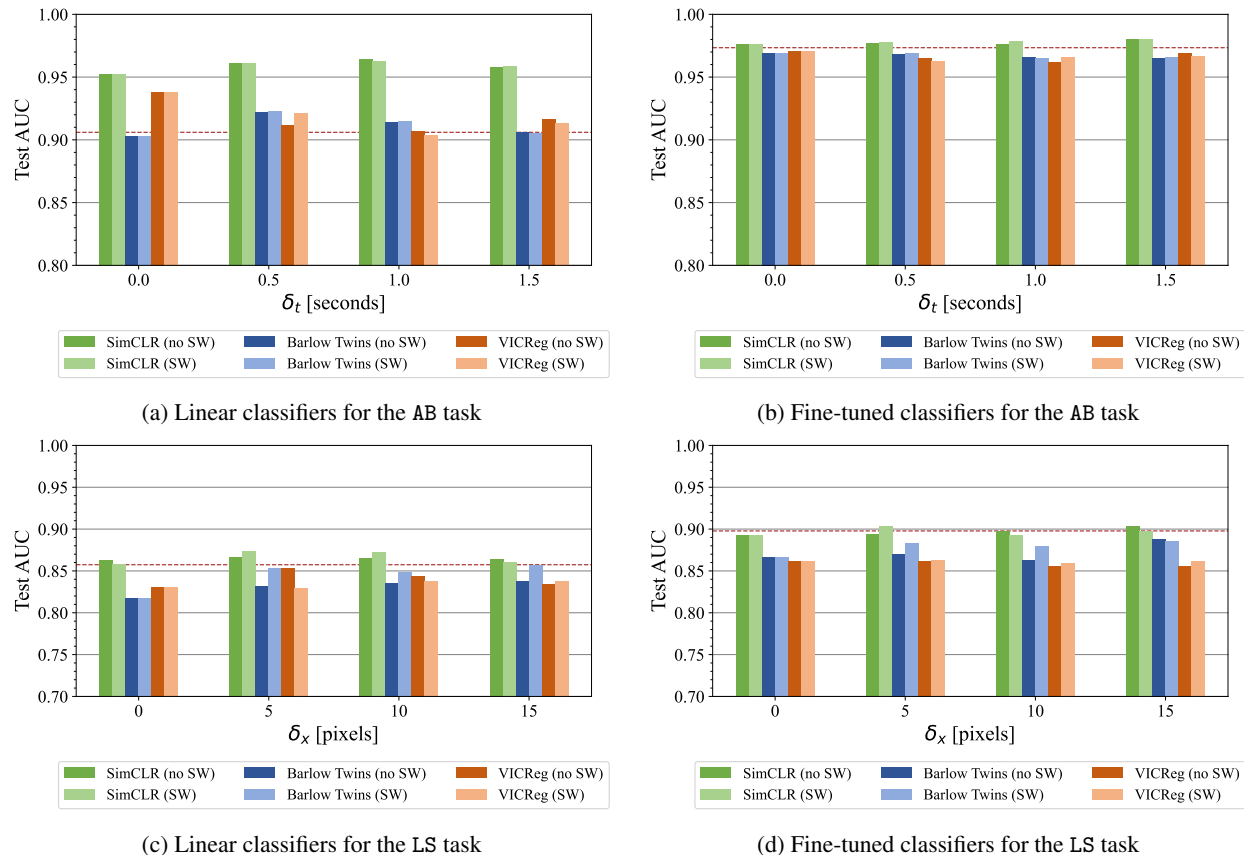 1.00
0.95
0.90
0.85
0.80
Test AUC
0.0 0.5 1.0 1.5
δt [seconds]
SimCLR (no SW) Barlow Twins (no SW) VICReg (no SW)
SimCLR (SW) Barlow Twins (SW) VICReg (SW)
(a) Linear classifiers for the AB task
1.00
0.95
0.90
0.85
0.80
Test AUC
0.0 0.5 1.0 1.5
δt [seconds]
SimCLR (no SW) Barlow Twins (no SW) VICReg (no SW)
SimCLR (SW) Barlow Twins (SW) VICReg (SW)
(b) Fine-tuned classifiers for the AB task
1.00
0.95
0.90
0.85
0.80
0.75
0.70
Test AUC
0 5 10 15
δx [pixels]
SimCLR (no SW) Barlow Twins (no SW) VICReg (no SW)
SimCLR (SW) Barlow Twins (SW) VICReg (SW)
(c) Linear classifiers for the LS task
1.00
0.95
0.90
0.85
0.80
0.75
0.70
Test AUC
0 5 10 15
δx [pixels]
SimCLR (no SW) Barlow Twins (no SW) VICReg (no SW)
SimCLR (SW) Barlow Twins (SW) VICReg (SW)
(d) Fine-tuned classifiers for the LS task